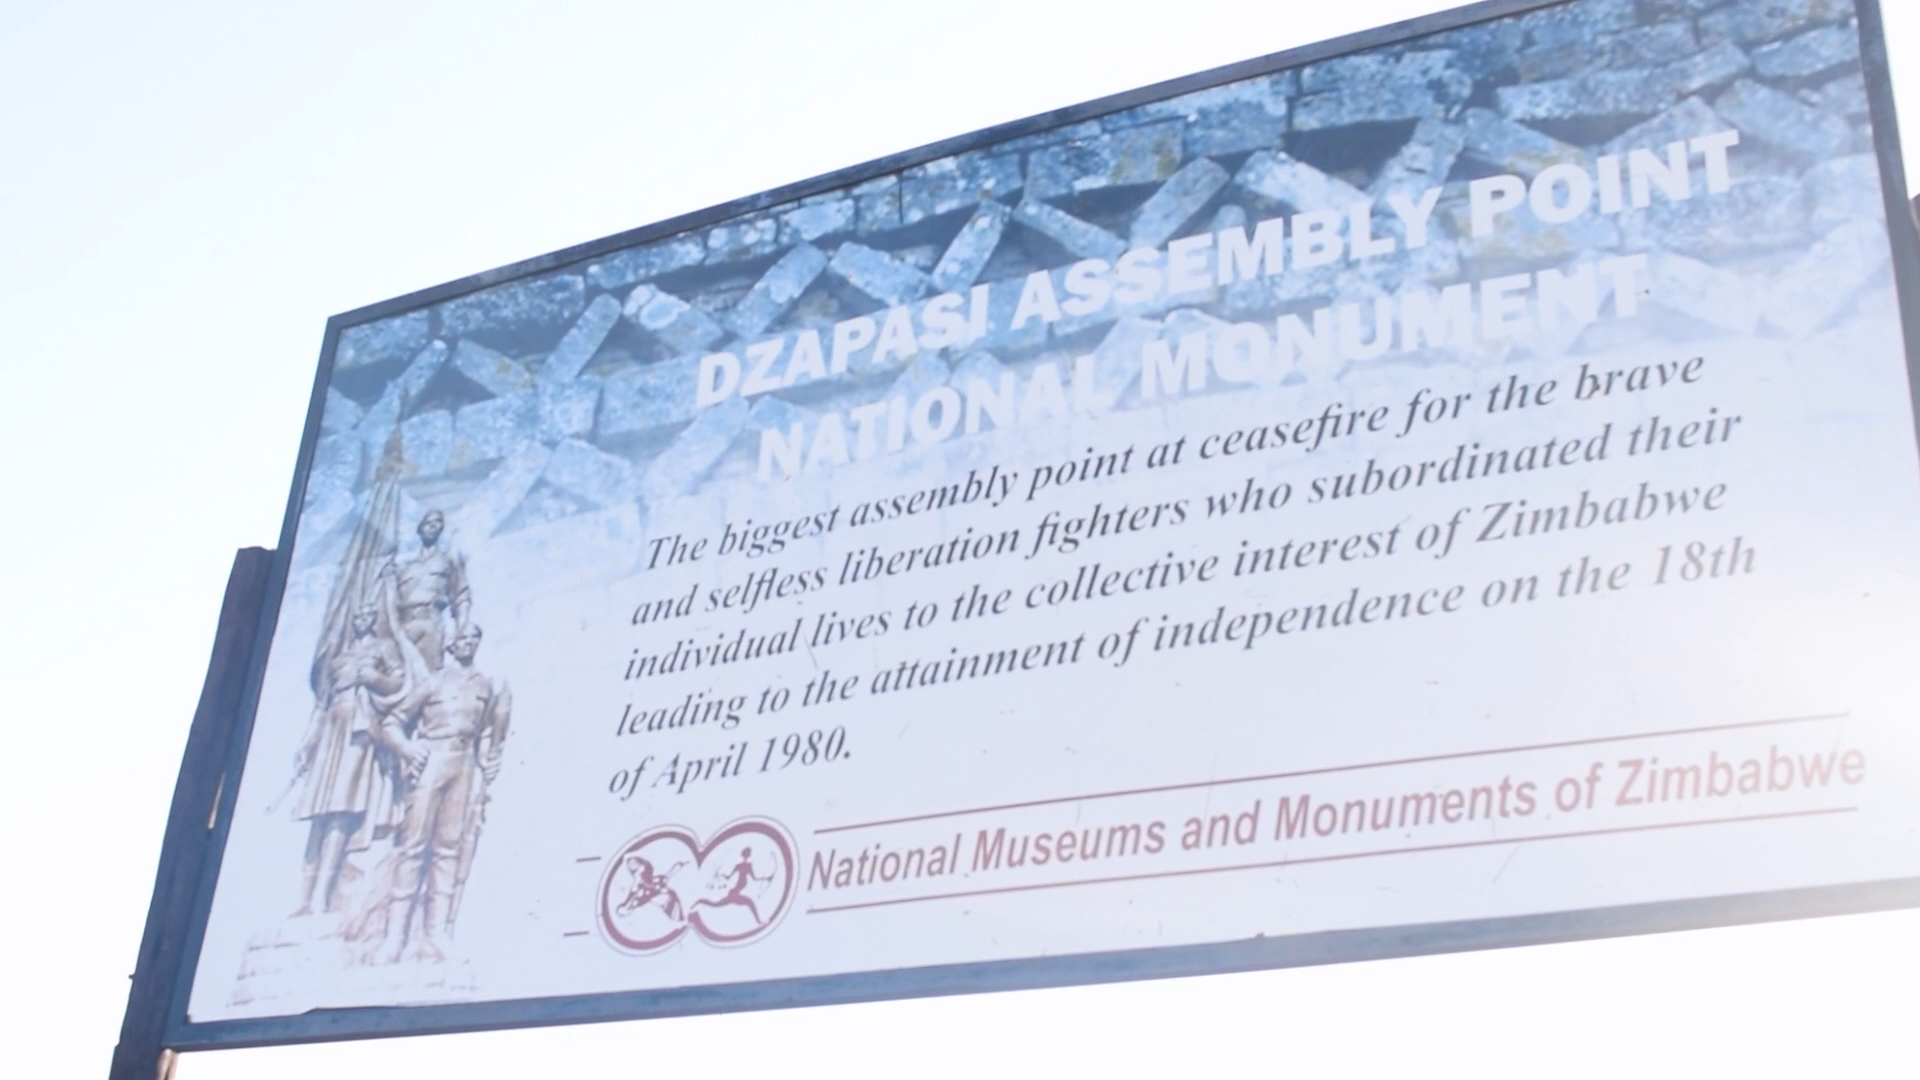 DZAPASI ASSEMBLY POINT
NATIONAL MONUMENT
The biggest assembly point at ceasefire for the brave
and selfless liberation fighters who subordinated their
individual lives to the collective interest of Zimbabwe
leading to the attainment of independence on the 18th
of April 1980.
National Museums and Monuments of Zimbabwe